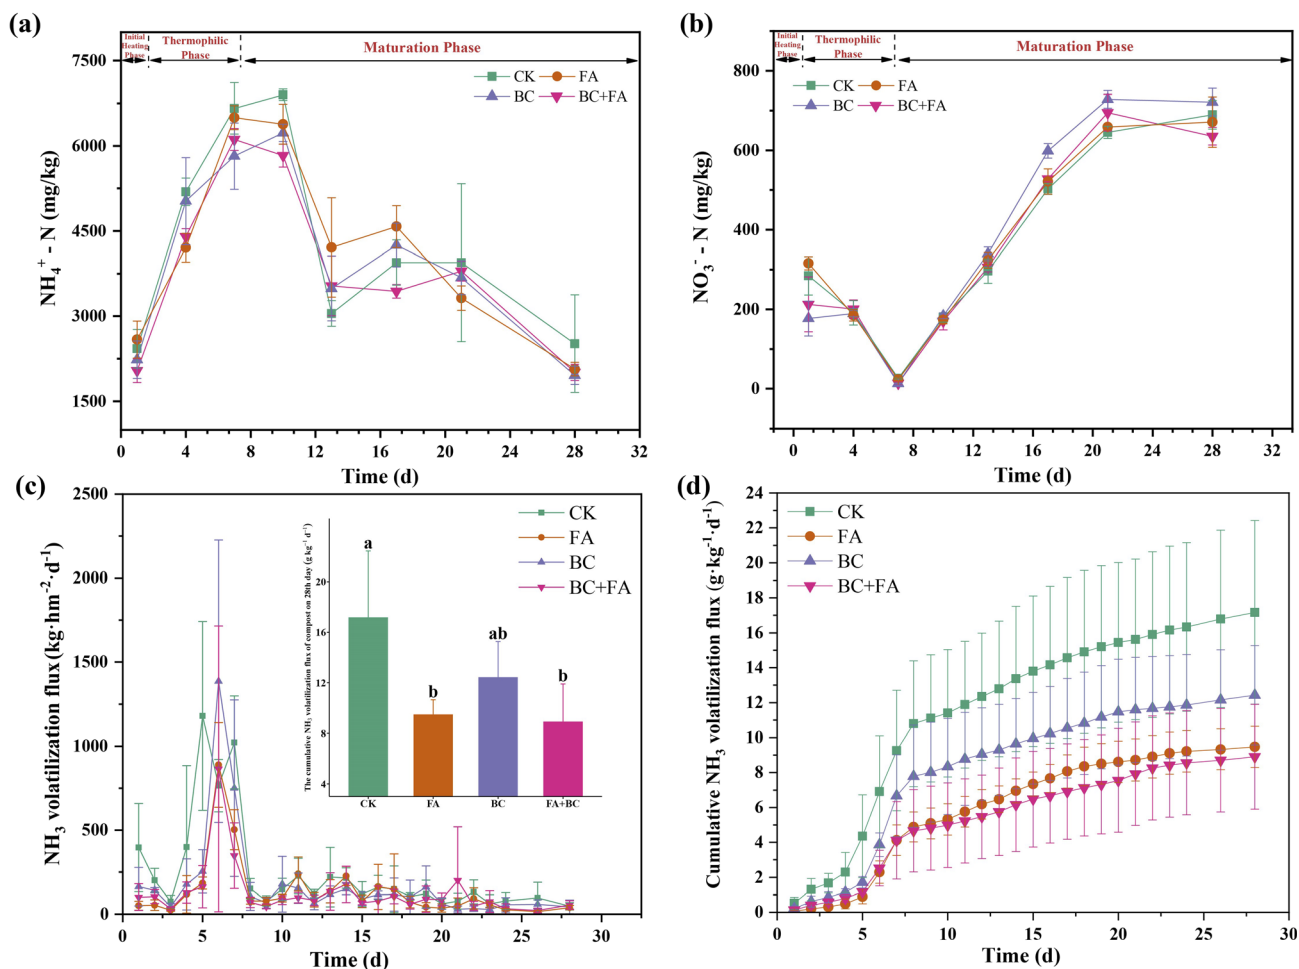 (a)
Initial
Heating
Phase
Thermophilic
Phase
Maturation Phase
7500
6000
4500
3000
1500
NH₄⁺ - N (mg/kg)
CK FA
BC BC+FA
0 4 8 12 16 20 24 28 32
Time (d)
(b)
Initial
Heating
Phase
Thermophilic
Phase
Maturation Phase
800
600
400
200
0
NO₃⁻ - N (mg/kg)
CK FA
BC BC+FA
0 4 8 12 16 20 24 28 32
Time (d)
(c)
2500
2000
1500
1000
500
0
NH₃ volatilization flux(kg·hm⁻²·d⁻¹)
CK
FA
BC
BC+FA
The cumulative NH₃ volatilization flux of compost on 28th day (g kg⁻¹ d⁻¹)
20
16
12
8
4
a
b
ab
b
CK FA BC FA+BC
0 5 10 15 20 25 30
Time (d)
(d)
24
22
20
18
16
14
12
10
8
6
4
2
0
Cumulative NH₃ volatilization flux (g·kg⁻¹·d⁻¹)
CK
FA
BC
BC+FA
0 5 10 15 20 25 30
Time (d)